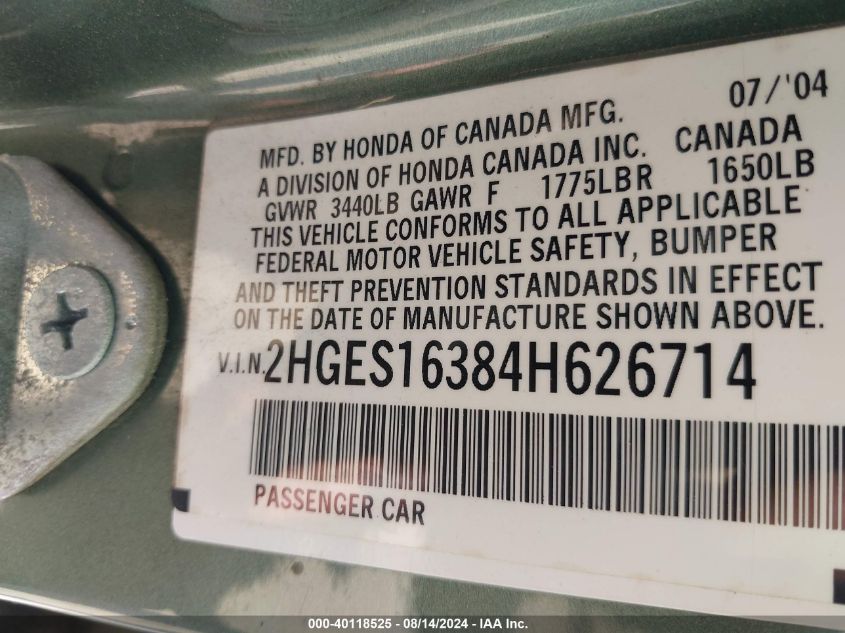 07/'04
MFD. BY HONDA OF CANADA MFG.
A DIVISION OF HONDA CANADA INC. CANADA
GVWR 3440LB GAWR F 1775LBR 1650LB
THIS VEHICLE CONFORMS TO ALL APPLICABLE
FEDERAL MOTOR VEHICLE SAFETY, BUMPER
AND THEFT PREVENTION STANDARDS IN EFFECT
ON THE DATE OF MANUFACTURE SHOWN ABOVE.
V.I.N. 2HGES16384H626714
PASSENGER CAR
000-40118525 - 08/14/2024 - IAA Inc.